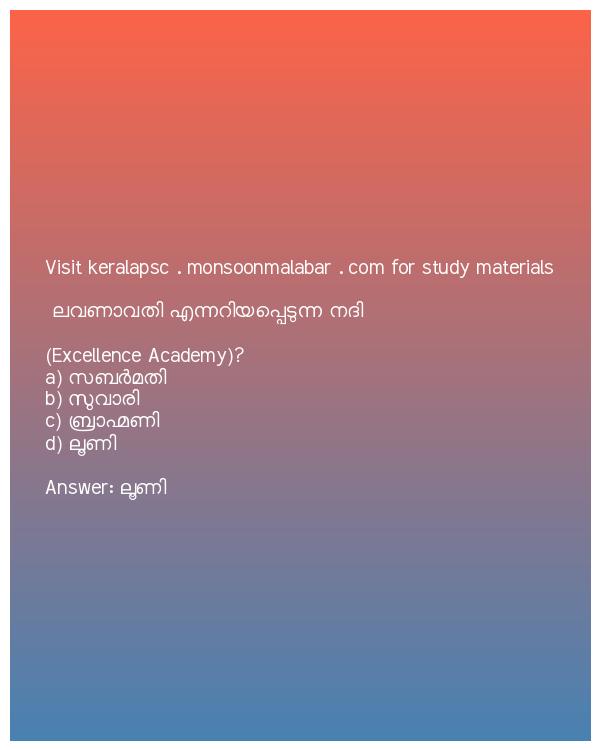 Visit keralapsc . monsoonmalabar . com for study materials
ലവണാവതി എന്നറിയപ്പെടുന്ന നദി
(Excellence Academy)?
a) സബർമതി
b) സുവാരി
c) ബ്രാഹ്മണി
d) ലൂണി
Answer: ലൂണി